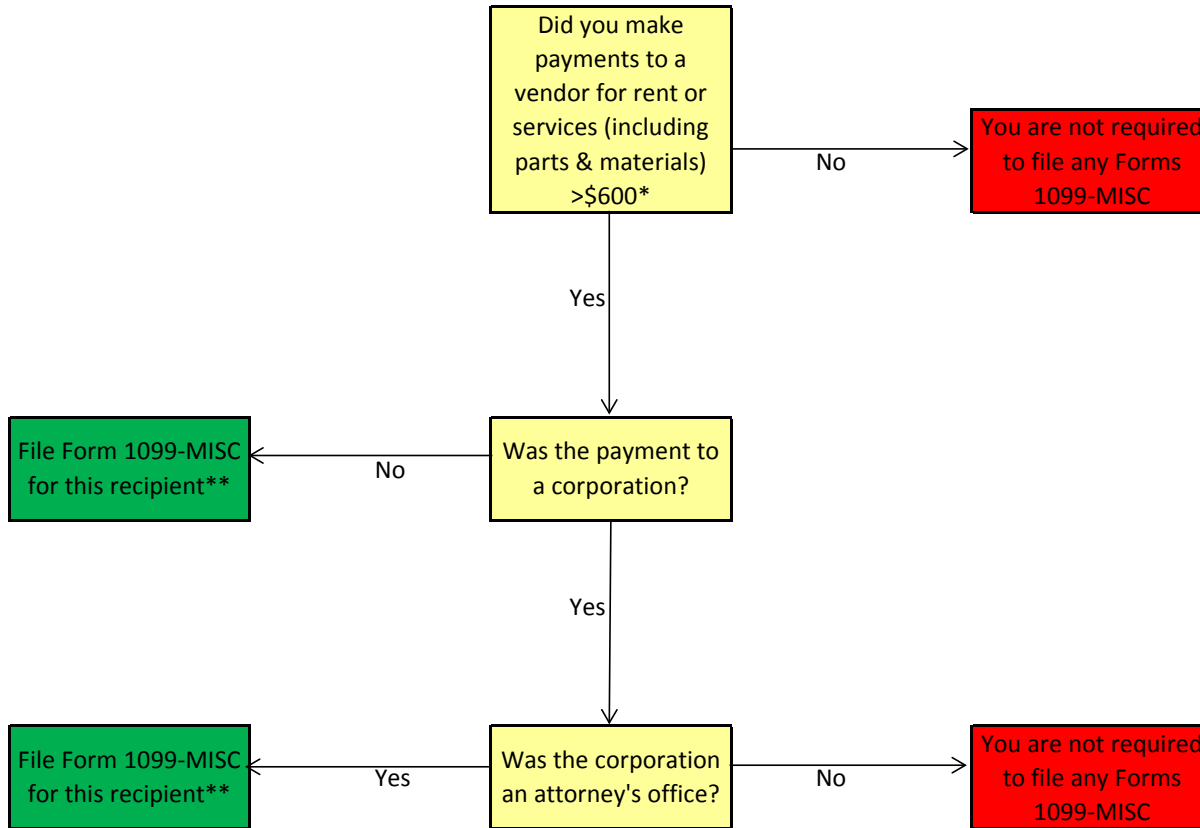 Did you make
payments to a
vendor for rent or
services (including
parts & materials)
>$600*
You are not required
to file any Forms
1099-MISC
No
Yes
File Form 1099-MISC
for this recipient**
No
Was the payment to
a corporation?
Yes
File Form 1099-MISC
for this recipient**
Yes
Was the corporation
an attorney's office?
No
You are not required
to file any Forms
1099-MISC